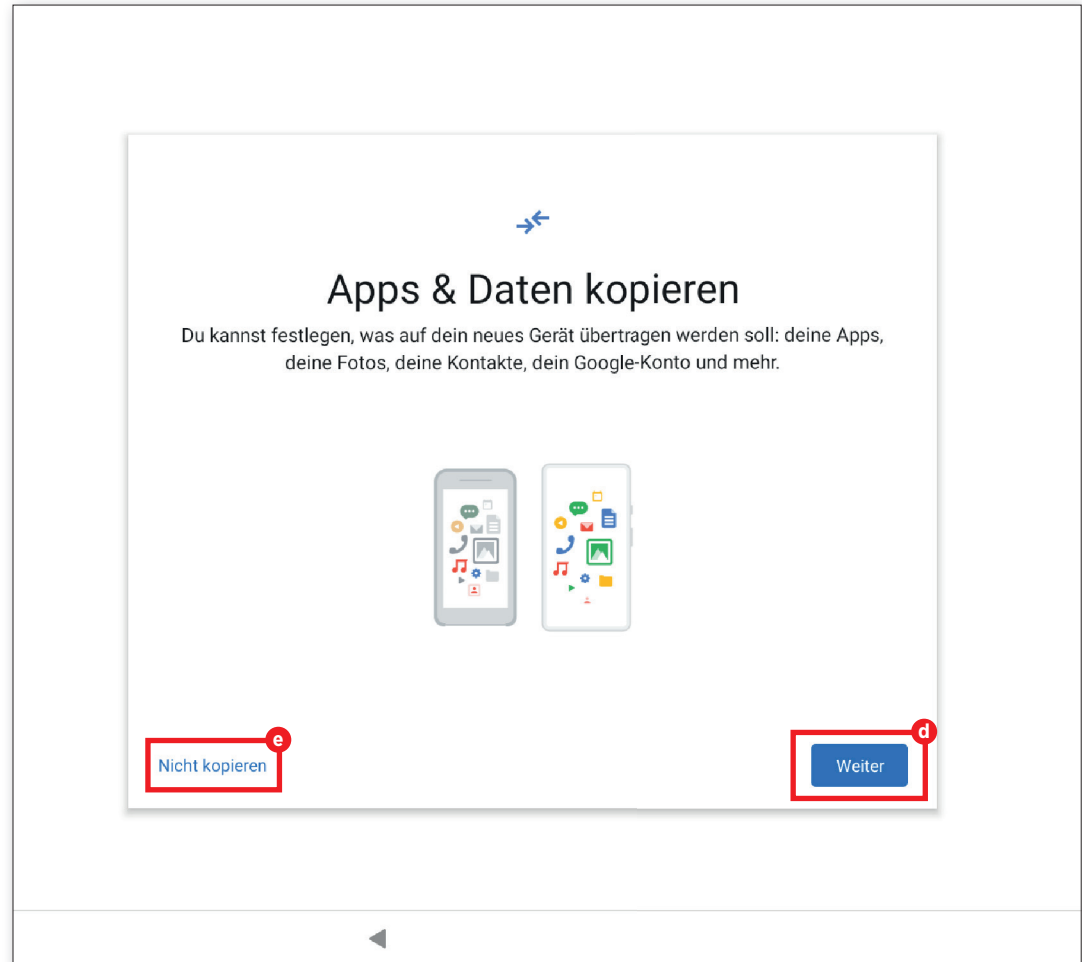 Apps & Daten kopieren
Du kannst festlegen, was auf dein neues Gerät übertragen werden soll: deine Apps,
deine Fotos, deine Kontakte, dein Google-Konto und mehr.
e
d
Nicht kopieren
Weiter